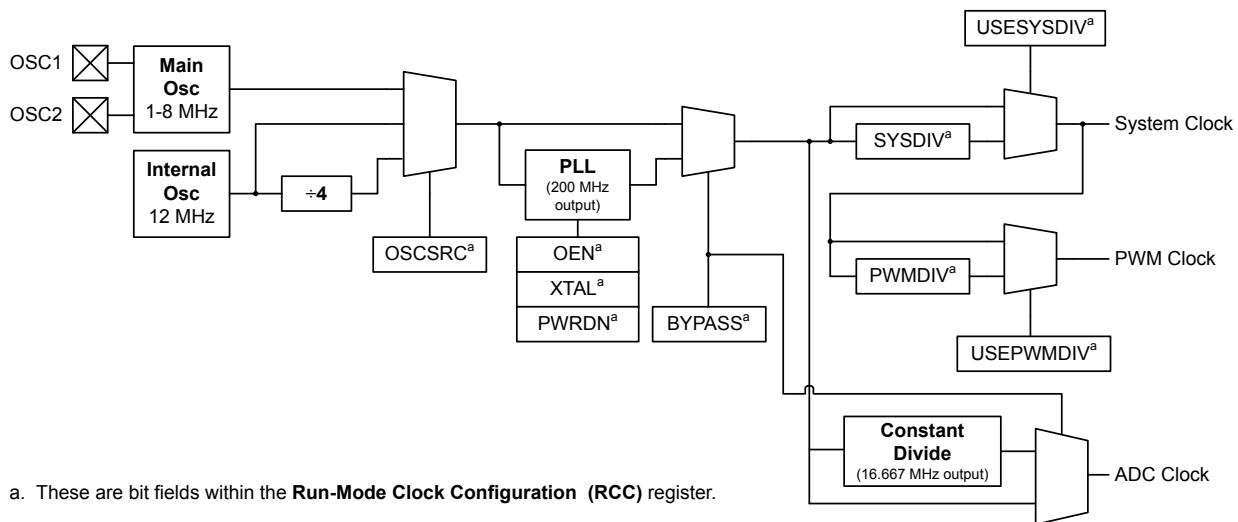 OSC1
OSC2
Main
Osc
1-8 MHz
Internal
Osc
12 MHz
÷4
OSCSRCa
PLL
(200 MHz
output)
OENa
XTALa
PWRDNa
BYPASSa
USESYSDIVa
SYSDIVa
System Clock
PWMDIVa
PWM Clock
USEPWMDIVa
Constant
Divide
(16.667 MHz output)
ADC Clock
a. These are bit fields within the Run-Mode Clock Configuration (RCC) register.